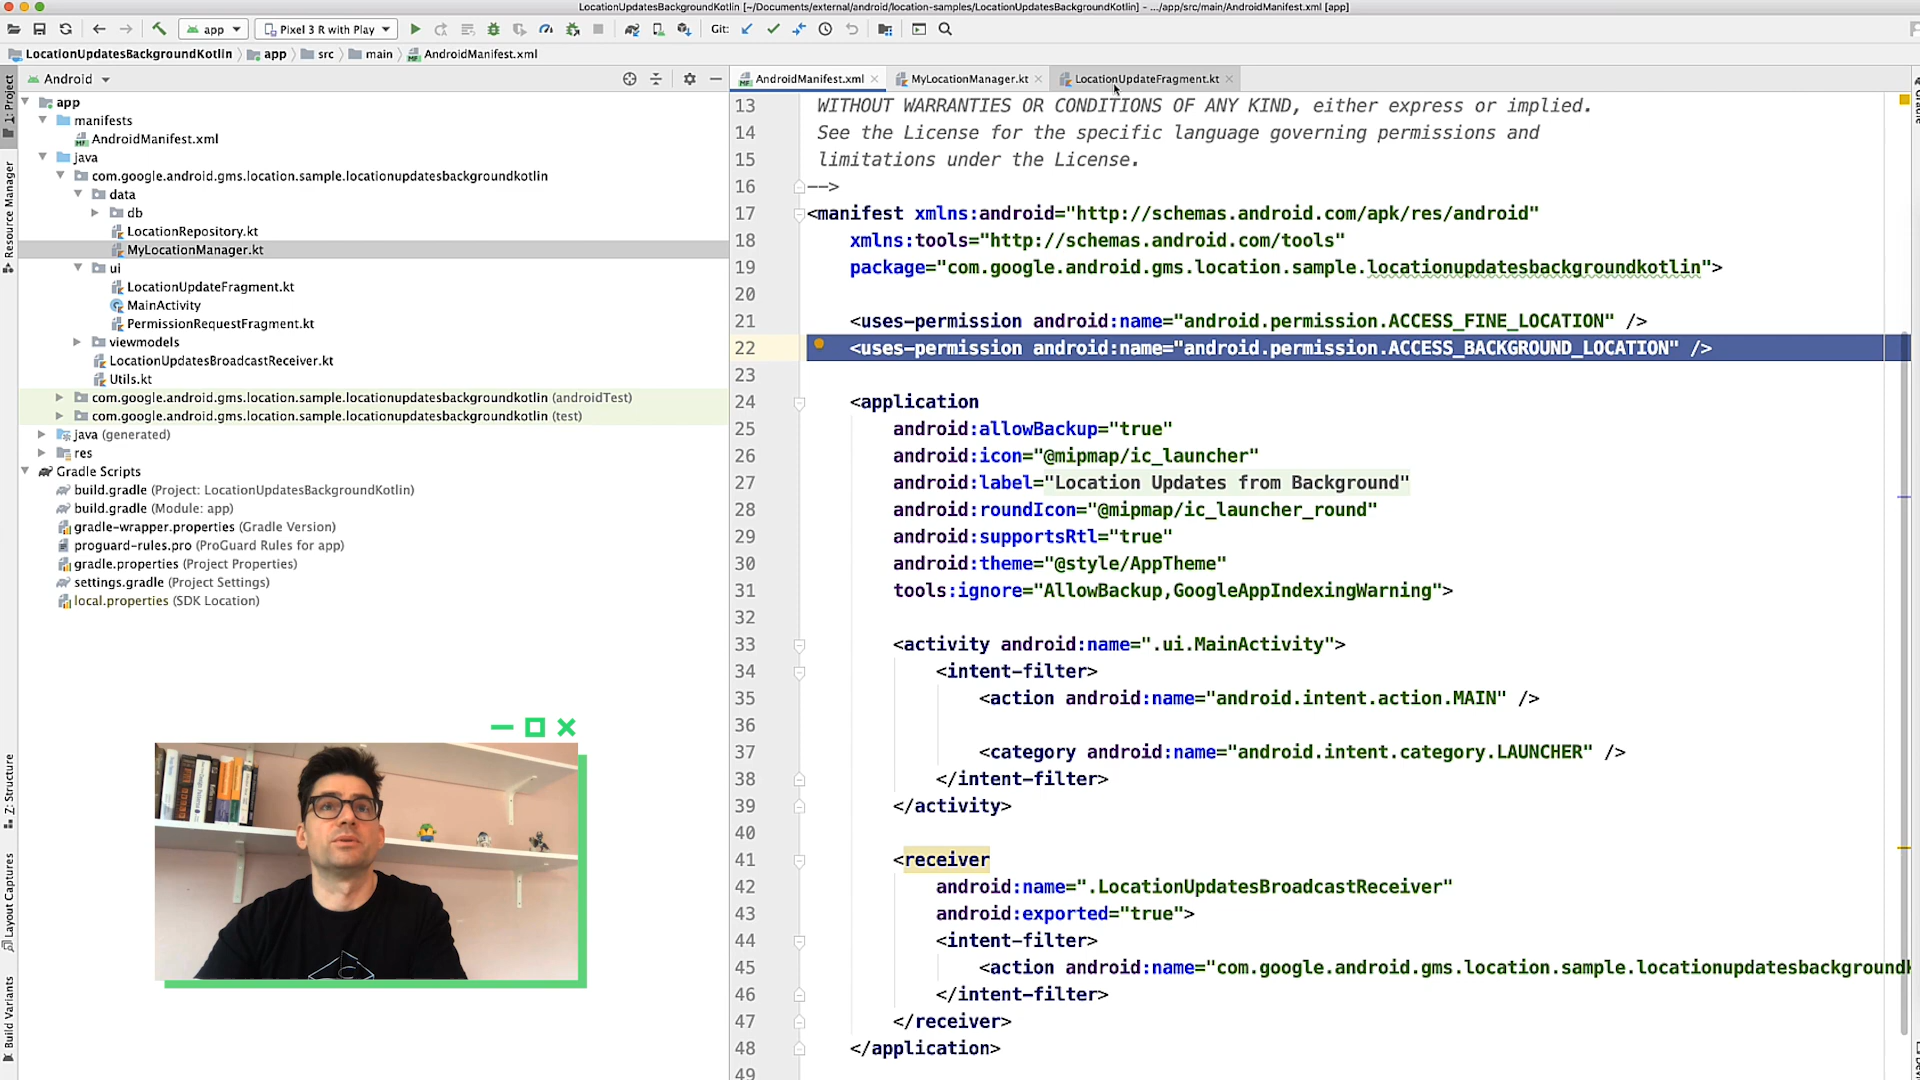 LocationUpdatesBackgroundKotlin [~/Documents/external/android/location-samples/LocationUpdatesBackgroundKotlin] - .../app/src/main/AndroidManifest.xml [app]
app
Pixel 3 R with Play
Git:
LocationUpdatesBackgroundKotlin
app
src
main
AndroidManifest.xml
1: Project
Resource Manager
Z: Structure
Layout Captures
Build Variants
Android
app
manifests
AndroidManifest.xml
java
com.google.android.gms.location.sample.locationupdatesbackgroundkotlin
data
db
LocationRepository.kt
MyLocationManager.kt
ui
LocationUpdateFragment.kt
MainActivity
PermissionRequestFragment.kt
viewmodels
LocationUpdatesBroadcastReceiver.kt
Utils.kt
com.google.android.gms.location.sample.locationupdatesbackgroundkotlin (androidTest)
com.google.android.gms.location.sample.locationupdatesbackgroundkotlin (test)
java (generated)
res
Gradle Scripts
build.gradle (Project: LocationUpdatesBackgroundKotlin)
build.gradle (Module: app)
gradle-wrapper.properties (Gradle Version)
proguard-rules.pro (ProGuard Rules for app)
gradle.properties (Project Properties)
settings.gradle (Project Settings)
local.properties (SDK Location)
AndroidManifest.xml
MyLocationManager.kt
LocationUpdateFragment.kt
13 WITHOUT WARRANTIES OR CONDITIONS OF ANY KIND, either express or implied.
14 See the License for the specific language governing permissions and
15 limitations under the License.
16 -->
17 <manifest xmlns:android="http://schemas.android.com/apk/res/android"
18 xmlns:tools="http://schemas.android.com/tools"
19 package="com.google.android.gms.location.sample.locationupdatesbackgroundkotlin">
20
21 <uses-permission android:name="android.permission.ACCESS_FINE_LOCATION" />
22 <uses-permission android:name="android.permission.ACCESS_BACKGROUND_LOCATION" />
23
24 <application
25 android:allowBackup="true"
26 android:icon="@mipmap/ic_launcher"
27 android:label="Location Updates from Background"
28 android:roundIcon="@mipmap/ic_launcher_round"
29 android:supportsRtl="true"
30 android:theme="@style/AppTheme"
31 tools:ignore="AllowBackup,GoogleAppIndexingWarning">
32
33 <activity android:name=".ui.MainActivity">
34 <intent-filter>
35 <action android:name="android.intent.action.MAIN" />
36
37 <category android:name="android.intent.category.LAUNCHER" />
38 </intent-filter>
39 </activity>
40
41 <receiver
42 android:name=".LocationUpdatesBroadcastReceiver"
43 android:exported="true">
44 <intent-filter>
45 <action android:name="com.google.android.gms.location.sample.locationupdatesbackgroundk
46 </intent-filter>
47 </receiver>
48 </application>
49